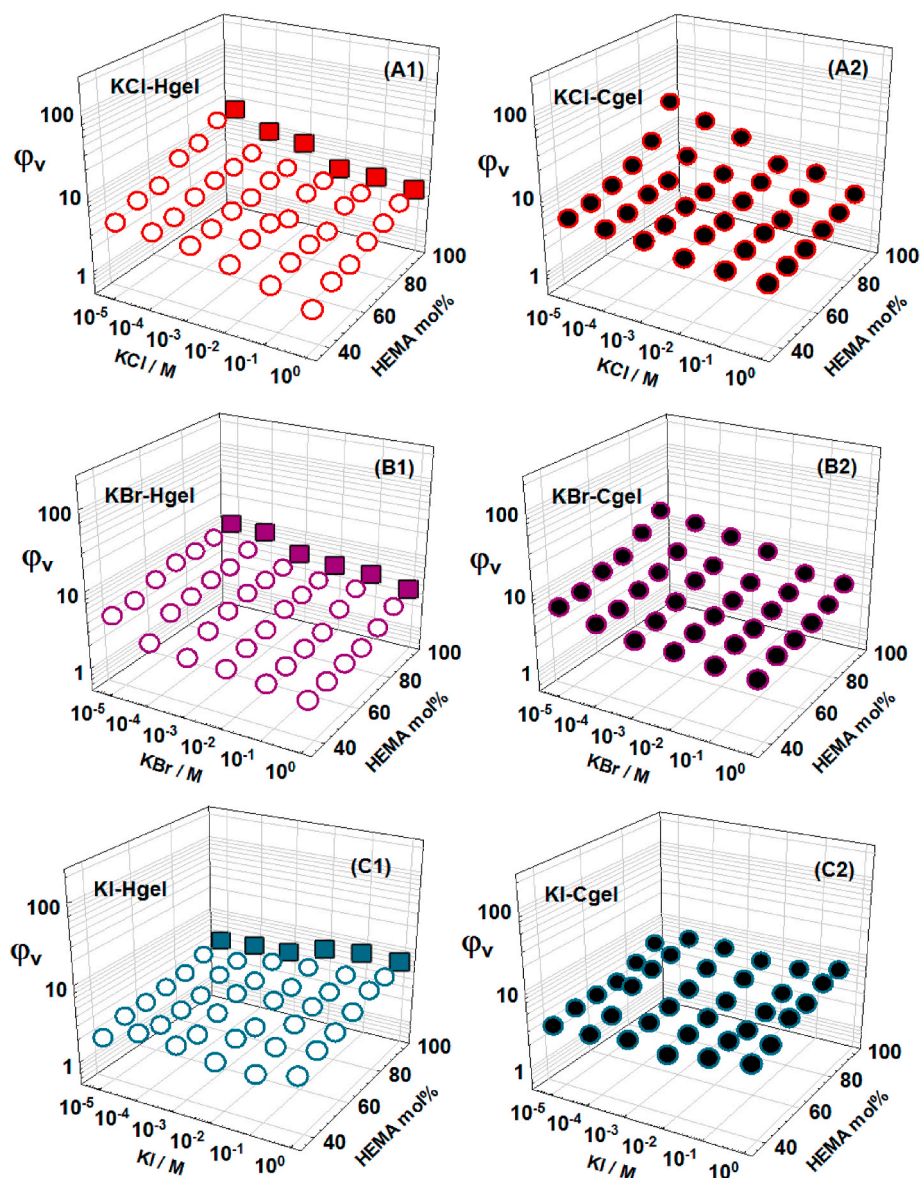 (A1)
KCl-Hgel
100
φv
10
1
10-5
10-4
10-3
10-2
10-1
100
KCl / M
40
60
80
100
HEMA mol%
(A2)
KCl-Cgel
100
φv
10
1
10-5
10-4
10-3
10-2
10-1
100
KCl / M
40
60
80
100
HEMA mol%
(B1)
KBr-Hgel
100
φv
10
1
10-5
10-4
10-3
10-2
10-1
100
KBr / M
40
60
80
100
HEMA mol%
(B2)
KBr-Cgel
100
φv
10
1
10-5
10-4
10-3
10-2
10-1
100
KBr / M
40
60
80
100
HEMA mol%
(C1)
KI-Hgel
100
φv
10
1
10-5
10-4
10-3
10-2
10-1
100
KI / M
40
60
80
100
HEMA mol%
(C2)
KI-Cgel
100
φv
10
1
10-5
10-4
10-3
10-2
10-1
100
KI / M
40
60
80
100
HEMA mol%